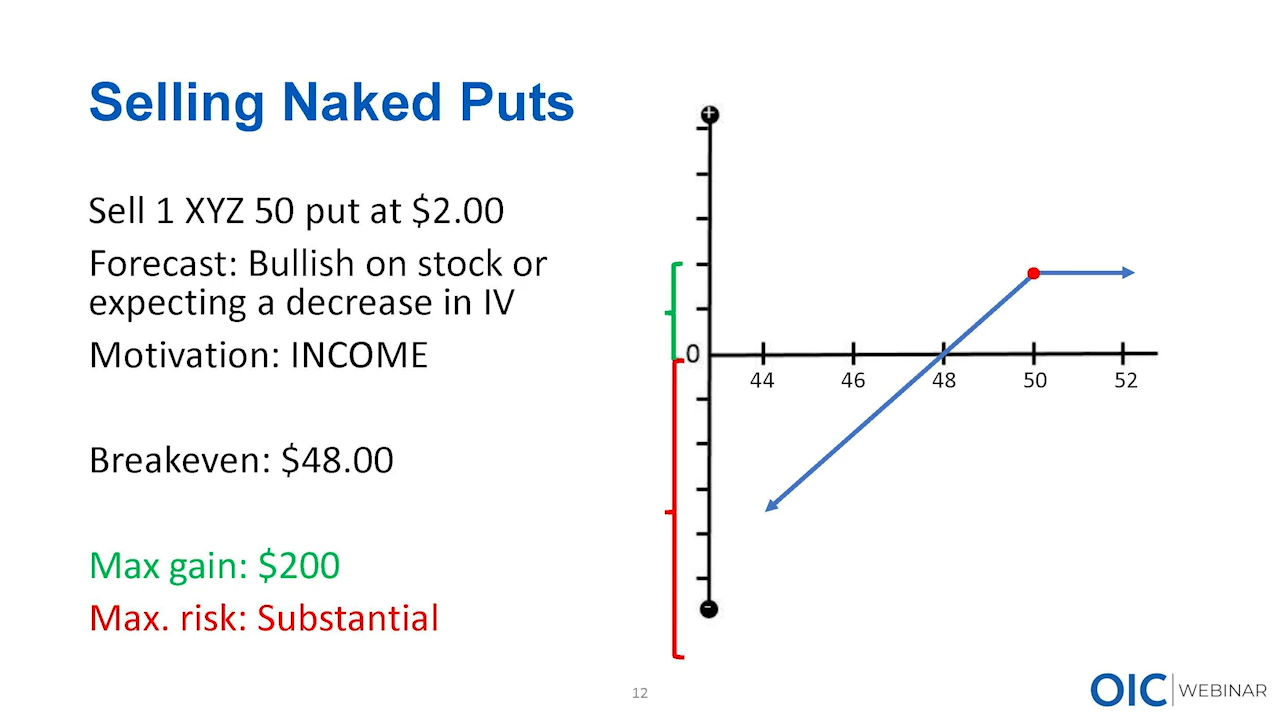 Selling Naked Puts
Sell 1 XYZ 50 put at $2.00
Forecast: Bullish on stock or
expecting a decrease in IV
Motivation: INCOME
Breakeven: $48.00
Max gain: $200
Max. risk: Substantial
+
0
44 46 48 50 52
-
12
OIC WEBINAR